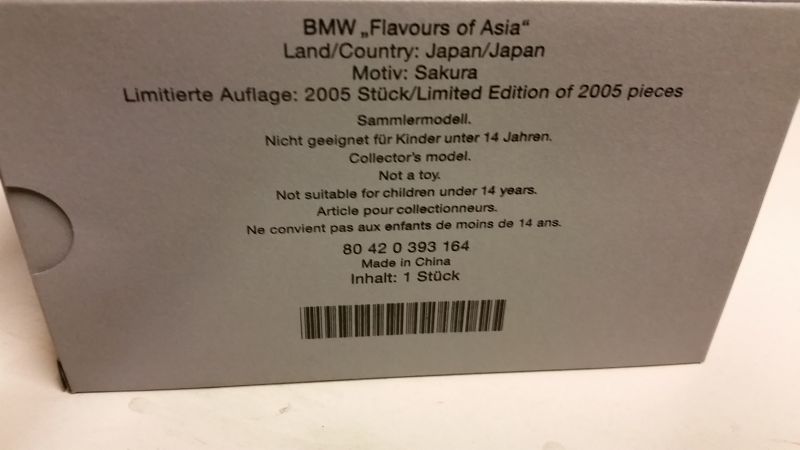 BMW „Flavours of Asia“
Land/Country: Japan/Japan
Motiv: Sakura
Limitierte Auflage: 2005 Stück/Limited Edition of 2005 pieces
Sammlermodell.
Nicht geeignet für Kinder unter 14 Jahren.
Collector's model.
Not a toy.
Not suitable for children under 14 years.
Article pour collectionneurs.
Ne convient pas aux enfants de moins de 14 ans.
80 42 0 393 164
Made in China
Inhalt: 1 Stück